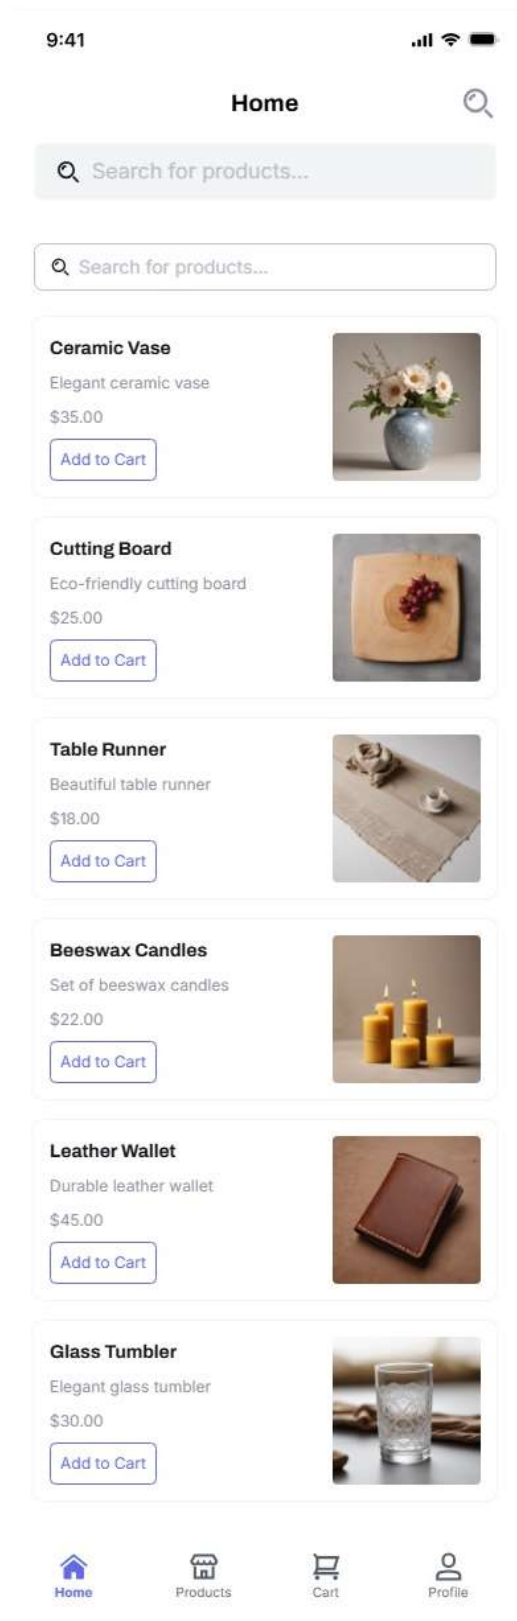 9:41
Home
Search for products...
Search for products...
Ceramic Vase
Elegant ceramic vase
$35.00
Add to Cart
Cutting Board
Eco-friendly cutting board
$25.00
Add to Cart
Table Runner
Beautiful table runner
$18.00
Add to Cart
Beeswax Candles
Set of beeswax candles
$22.00
Add to Cart
Leather Wallet
Durable leather wallet
$45.00
Add to Cart
Glass Tumbler
Elegant glass tumbler
$30.00
Add to Cart
Home Products Cart Profile